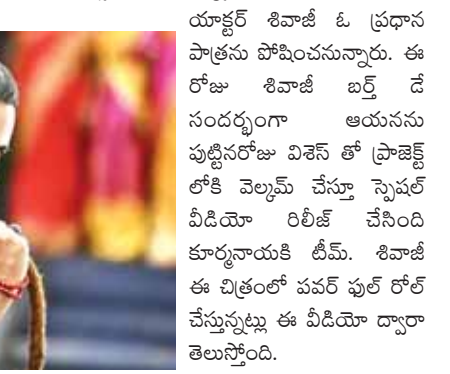 యాక్టర్ శివాజీ ఓ ప్రధాన
పాత్రను పోషించనున్నారు. ఈ
రోజు శివాజీ బర్త్ డే
సందర్భంగా ఆయనను
పుట్టినరోజు విశెస్ తో ప్రాజెక్ట్
లోకి వెల్కమ్ చేస్తూ స్పెషల్
వీడియో రిలీజ్ చేసింది
కూర్మనాయకి టీమ్. శివాజీ
ఈ చిత్రంలో పవర్ ఫుల్ రోల్
చేస్తున్నట్లు ఈ వీడియో ద్వారా
తెలుస్తోంది.